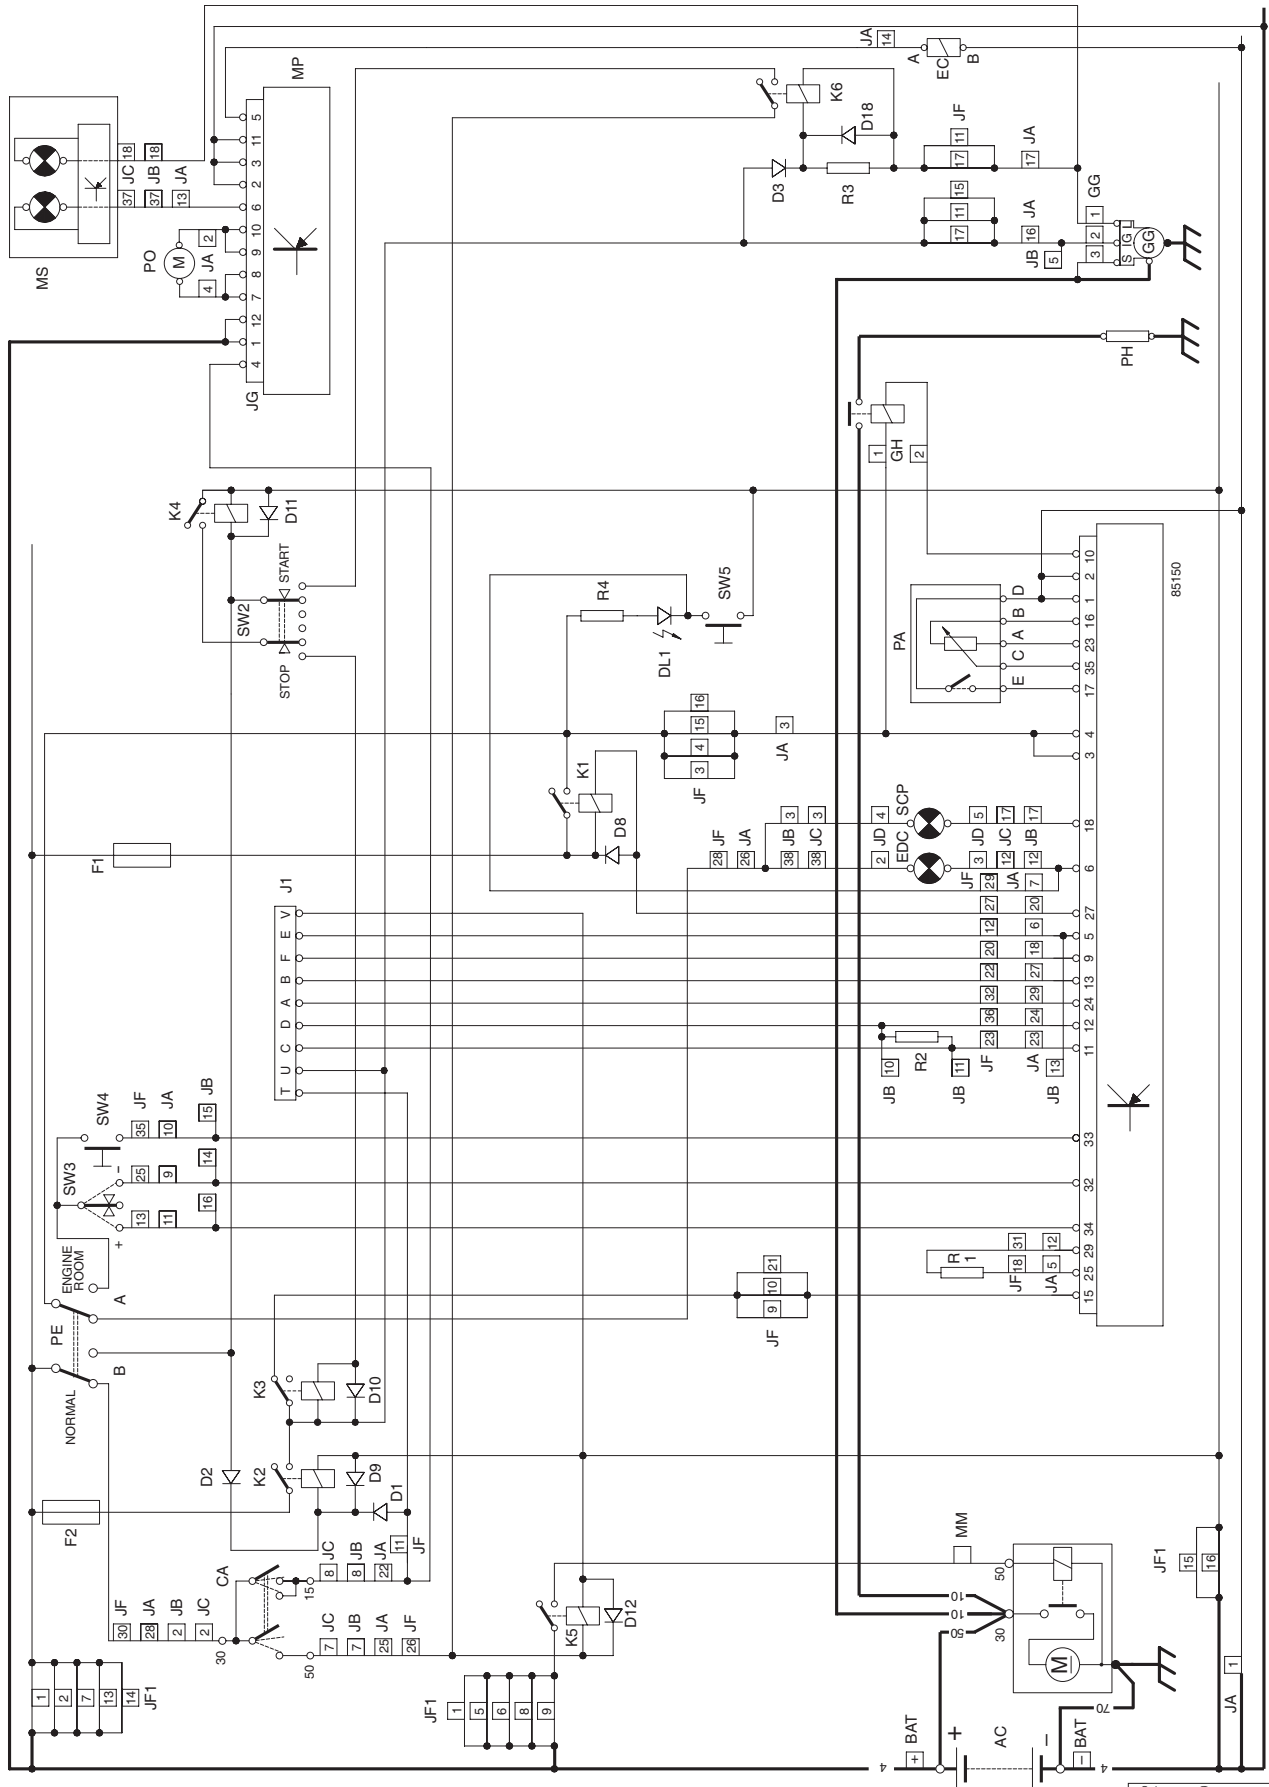 MS
JC
18
37
JB
18
37
JA
13
MP
5
11
3
2
6
10
9
8
7
12
1
4
JG
PO
M
JA
2
4
JA
14
A
EC
B
K6
D18
D3
R3
JF
11
17
JA
17
15
11
17
JA
16
JB
5
GG
1
2
3
S IG L
GG
PH
GH
1
2
K4
D11
SW2
START
STOP
R4
DL1
SW5
K1
D8
JF
16
15
4
3
JA
3
PA
E
C
A
B
D
17
35
23
16
1
2
10
85150
4
3
F1
J1
T
U
C
D
A
B
F
E
V
JF
28
JA
26
JB
3
38
JC
3
38
JD
4
2
SCP
EDC
JD
5
3
JC
17
12
JB
17
12
18
6
JF
29
27
12
20
22
32
36
23
JA
7
20
6
18
27
29
24
23
27
5
9
13
24
12
11
JB
10
R2
JB
11
JF
JA
JB
13
SW4
SW3
+
–
JF
35
25
13
JA
10
9
11
JB
15
14
16
33
32
34
29
25
15
R
1
JF
31
18
JA
12
5
JF
21
10
9
ENGINE
ROOM
PE
A
B
NORMAL
K3
D10
D2
K2
D9
D1
F2
JF
11
JA
22
JB
8
JC
8
CA
15
30
50
JF
30
JA
28
JB
2
JC
2
JC
7
JB
7
JA
25
JF
26
1
2
7
13
14
JF1
K5
D12
JF1
1
5
6
8
9
MM
50
30
10
10
50
M
70
JF1
15
16
JA
1
4
+
BAT
+
AC
–
–
BAT
4